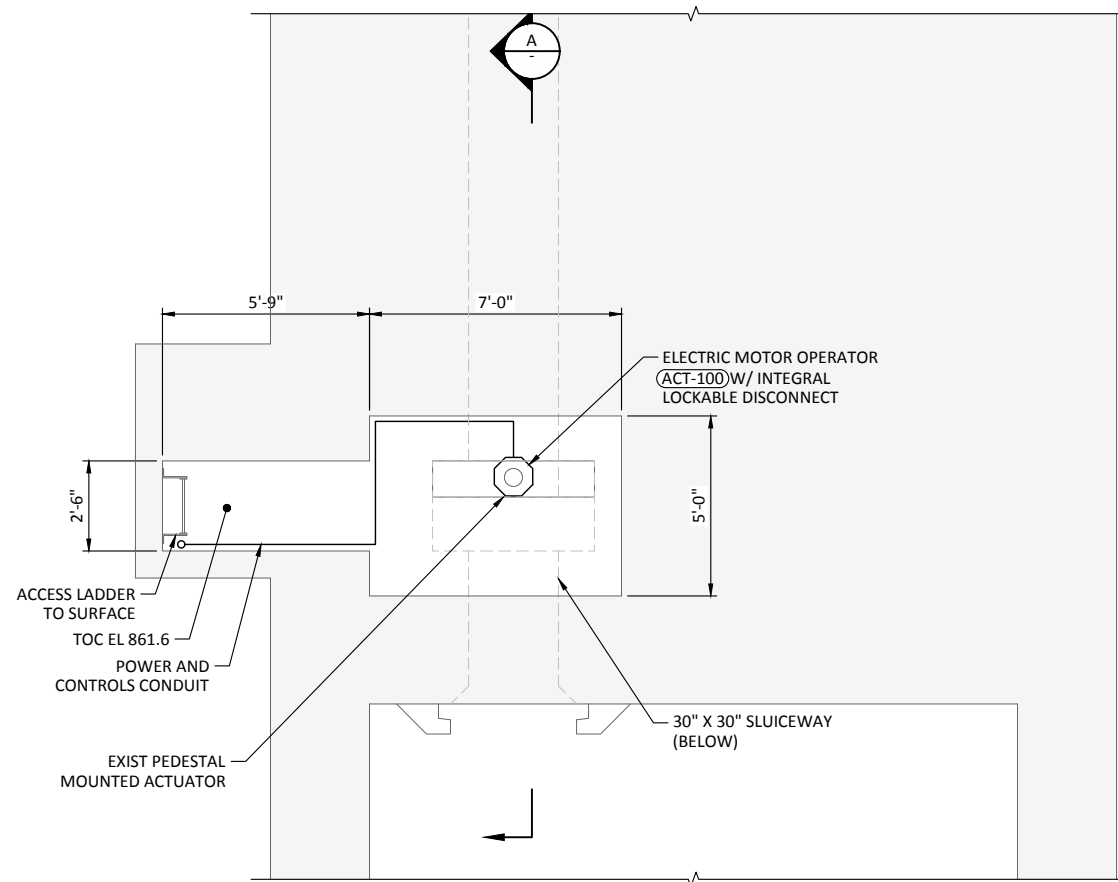 A
-
5'-9"
7'-0"
ELECTRIC MOTOR OPERATOR
ACT-100 W/ INTEGRAL
LOCKABLE DISCONNECT
2'-6"
5'-0"
ACCESS LADDER
TO SURFACE
TOC EL 861.6
POWER AND
CONTROLS CONDUIT
30" X 30" SLUICEWAY
(BELOW)
EXIST PEDESTAL
MOUNTED ACTUATOR